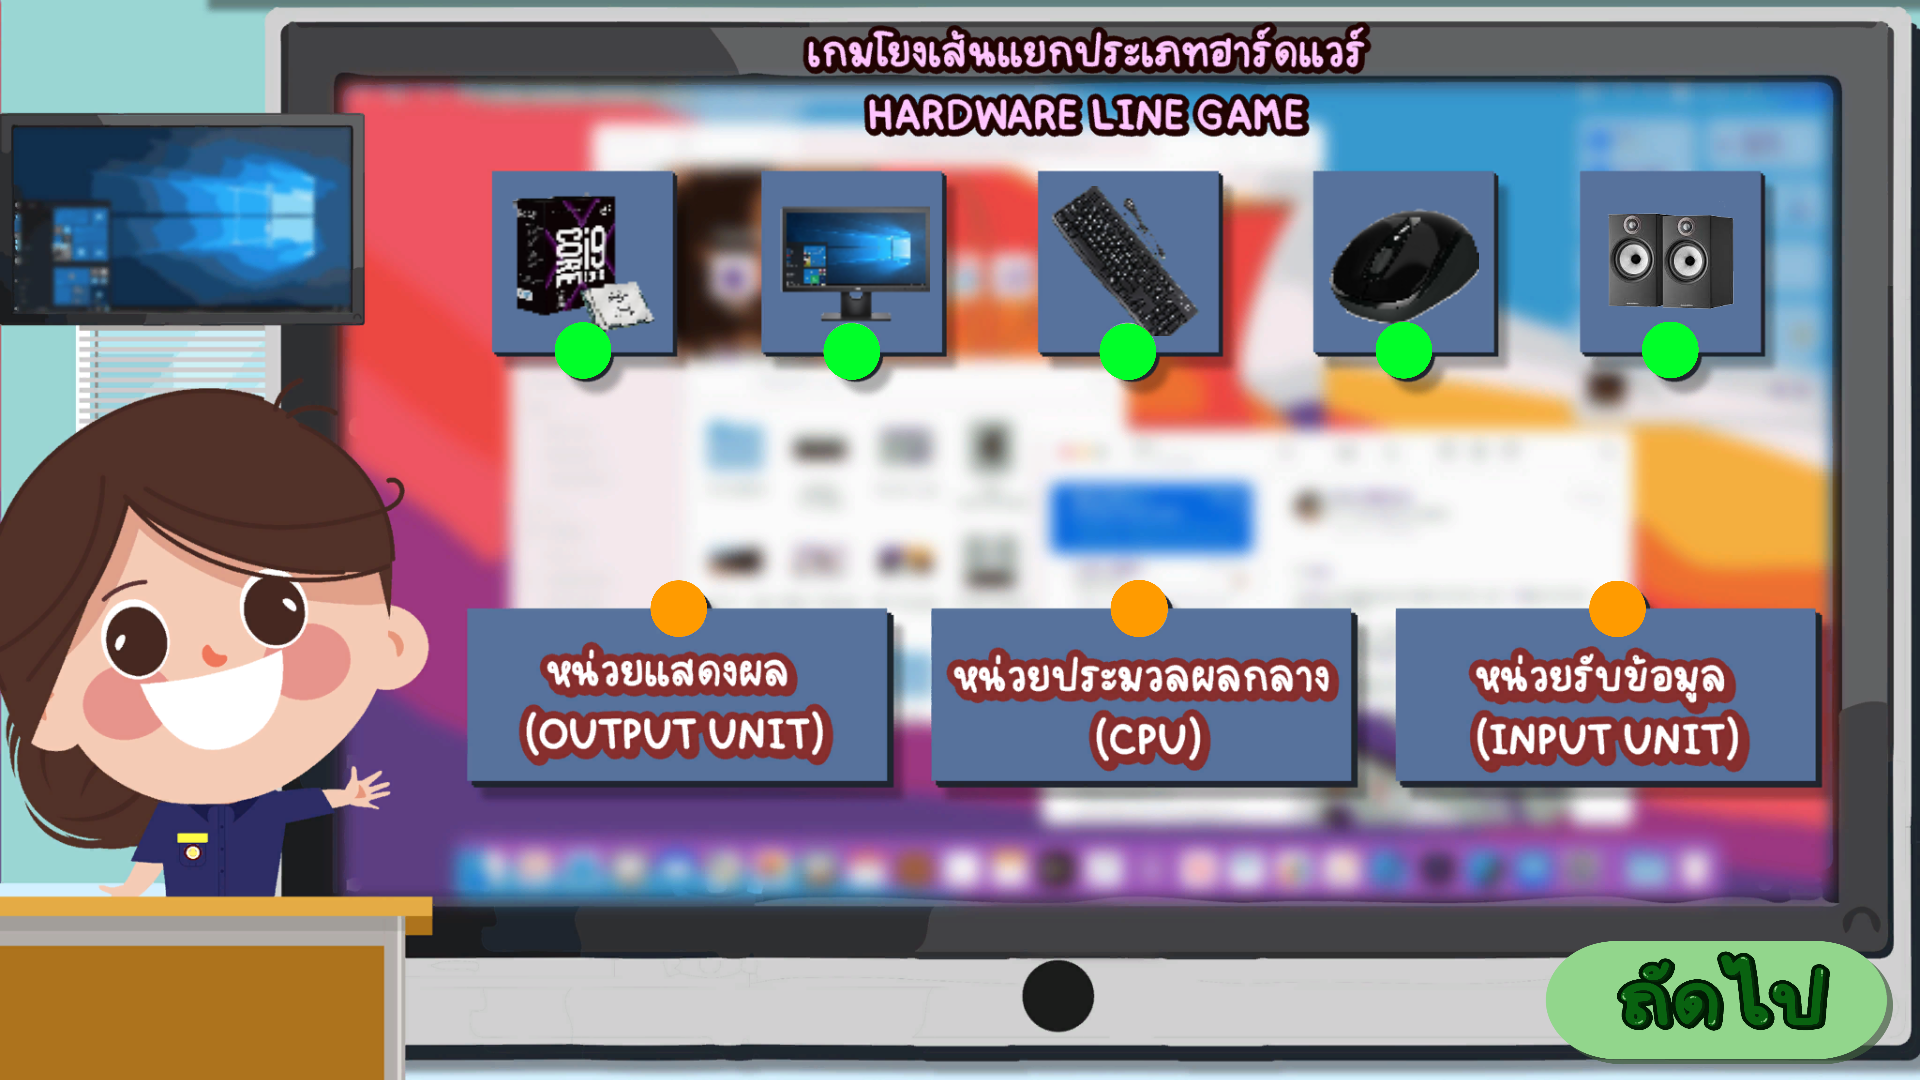 เกมโยงเส้นแยกประเภทฮาร์ดแวร์
HARDWARE LINE GAME
CORE i9
หน่วยแสดงผล
(OUTPUT UNIT)
หน่วยประมวลผลกลาง
(CPU)
หน่วยรับข้อมูล
(INPUT UNIT)
ถัดไป